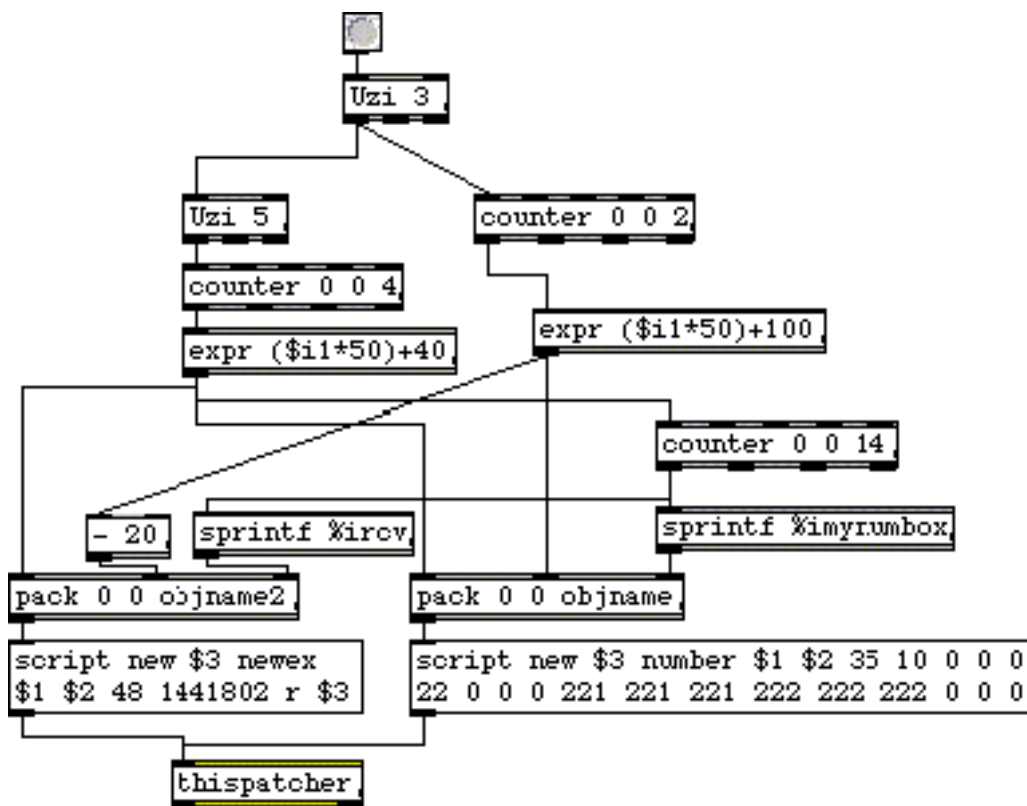 Uzi 3
Uzi 5
counter 0 0 2
counter 0 0 4
expr ($i1*50)+100
expr ($i1*50)+40
counter 0 0 14
- 20
sprintf %ircv
sprintf %imynumbox
pack 0 0 objname2
pack 0 0 objname
script new $3 newex
$1 $2 48 1441802 r $3
script new $3 number $1 $2 35 10 0 0 0
22 0 0 0 221 221 221 222 222 222 0 0 0
thispatcher